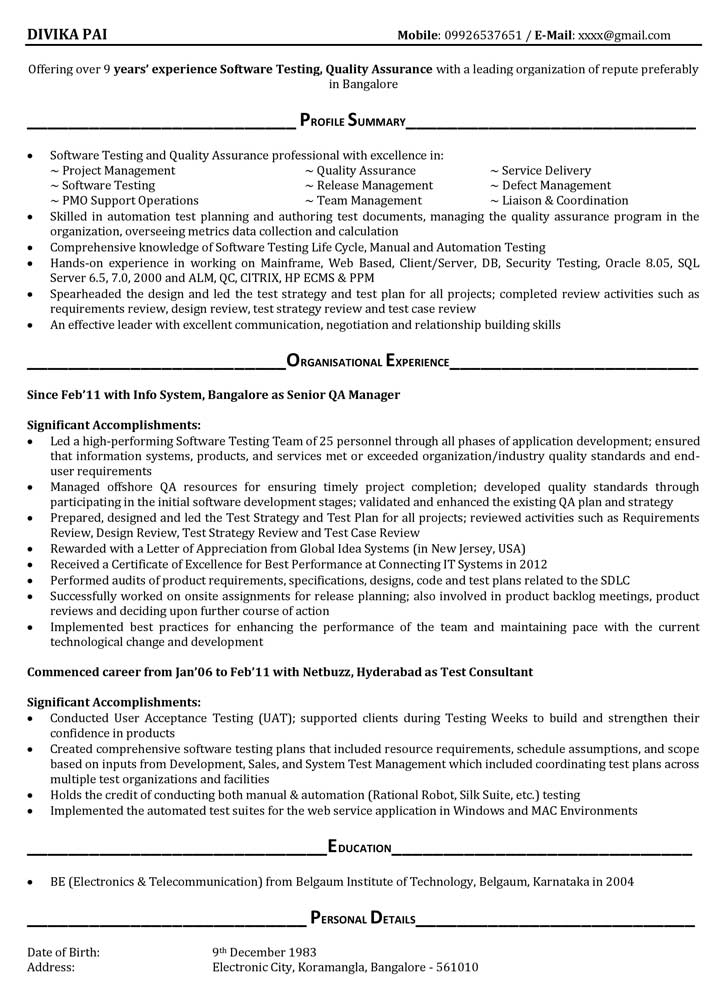 DIVIKA PAI Mobile: 09926537651 / E-Mail: xxxx@gmail.com
Offering over 9 years’ experience Software Testing, Quality Assurance with a leading organization of repute preferably
in Bangalore
PROFILE SUMMARY
• Software Testing and Quality Assurance professional with excellence in:
~ Project Management ~ Quality Assurance ~ Service Delivery
~ Software Testing ~ Release Management ~ Defect Management
~ PMO Support Operations ~ Team Management ~ Liaison & Coordination
• Skilled in automation test planning and authoring test documents, managing the quality assurance program in the
organization, overseeing metrics data collection and calculation
• Comprehensive knowledge of Software Testing Life Cycle, Manual and Automation Testing
• Hands-on experience in working on Mainframe, Web Based, Client/Server, DB, Security Testing, Oracle 8.05, SQL
Server 6.5, 7.0, 2000 and ALM, QC, CITRIX, HP ECMS & PPM
• Spearheaded the design and led the test strategy and test plan for all projects; completed review activities such as
requirements review, design review, test strategy review and test case review
• An effective leader with excellent communication, negotiation and relationship building skills
ORGANISATIONAL EXPERIENCE
Since Feb’11 with Info System, Bangalore as Senior QA Manager
Significant Accomplishments:
• Led a high-performing Software Testing Team of 25 personnel through all phases of application development; ensured
that information systems, products, and services met or exceeded organization/industry quality standards and end-
user requirements
• Managed offshore QA resources for ensuring timely project completion; developed quality standards through
participating in the initial software development stages; validated and enhanced the existing QA plan and strategy
• Prepared, designed and led the Test Strategy and Test Plan for all projects; reviewed activities such as Requirements
Review, Design Review, Test Strategy Review and Test Case Review
• Rewarded with a Letter of Appreciation from Global Idea Systems (in New Jersey, USA)
• Received a Certificate of Excellence for Best Performance at Connecting IT Systems in 2012
• Performed audits of product requirements, specifications, designs, code and test plans related to the SDLC
• Successfully worked on onsite assignments for release planning; also involved in product backlog meetings, product
reviews and deciding upon further course of action
• Implemented best practices for enhancing the performance of the team and maintaining pace with the current
technological change and development
Commenced career from Jan’06 to Feb’11 with Netbuzz, Hyderabad as Test Consultant
Significant Accomplishments:
• Conducted User Acceptance Testing (UAT); supported clients during Testing Weeks to build and strengthen their
confidence in products
• Created comprehensive software testing plans that included resource requirements, schedule assumptions, and scope
based on inputs from Development, Sales, and System Test Management which included coordinating test plans across
multiple test organizations and facilities
• Holds the credit of conducting both manual & automation (Rational Robot, Silk Suite, etc.) testing
• Implemented the automated test suites for the web service application in Windows and MAC Environments
EDUCATION
• BE (Electronics & Telecommunication) from Belgaum Institute of Technology, Belgaum, Karnataka in 2004
PERSONAL DETAILS
Date of Birth: 9th December 1983
Address: Electronic City, Koramangla, Bangalore - 561010